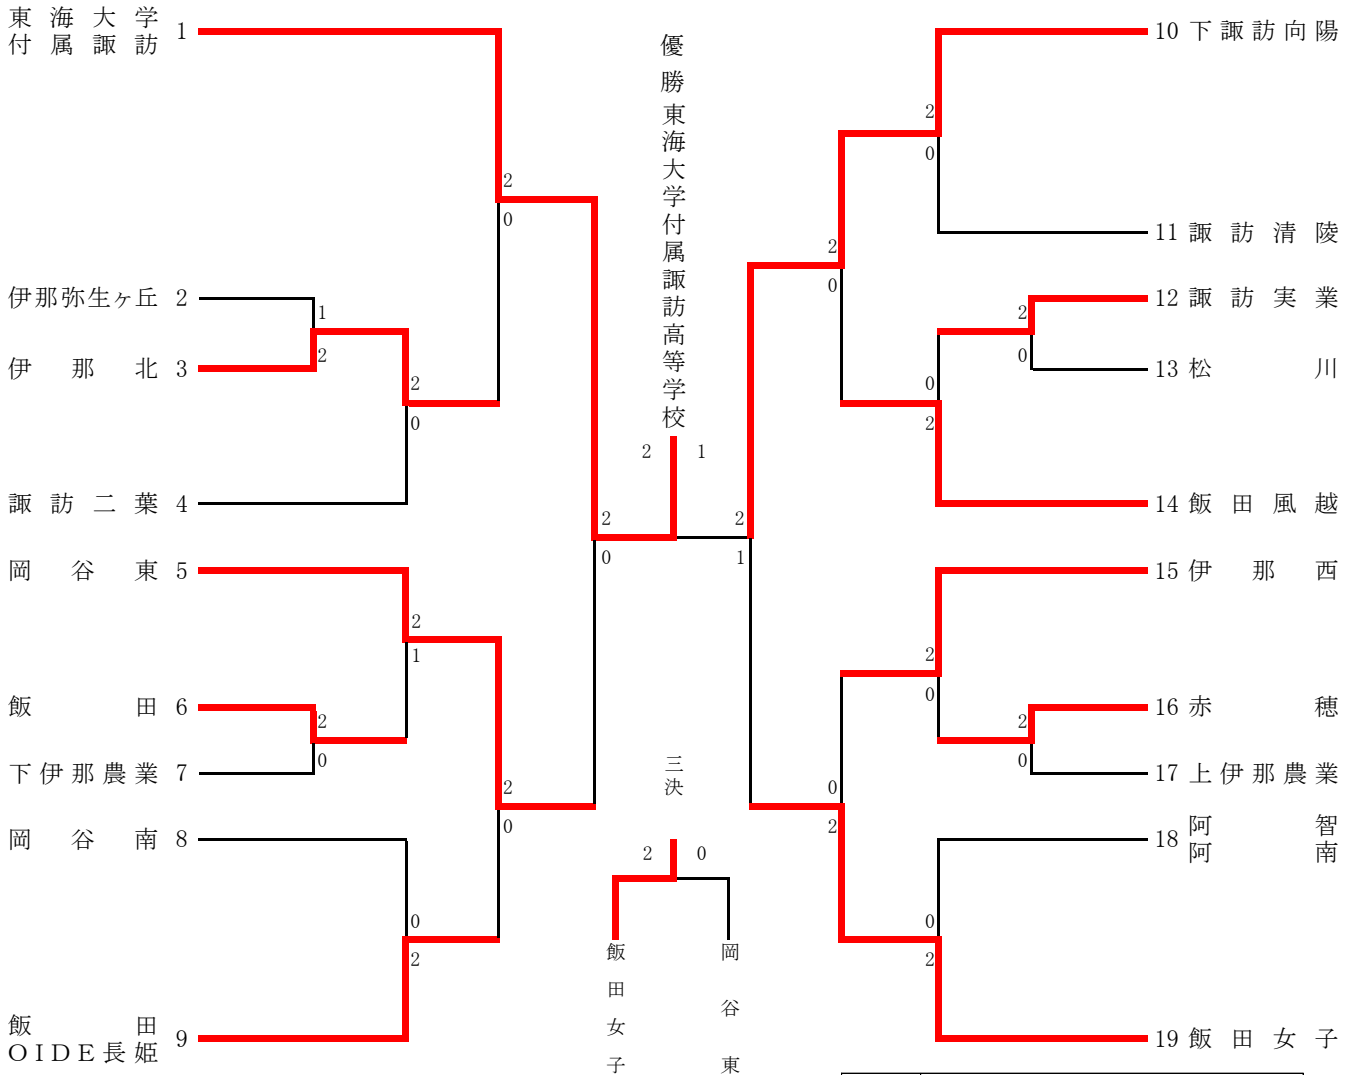 東海大学
付属諏訪 1
伊那弥生ヶ丘 2
伊那北 3
諏訪二葉 4
岡谷東 5
飯田 6
下伊那農業 7
岡谷南 8
飯田
OIDE長姫 9
2
0
1
2
2
0
2
1
2
0
2
0
0
2
2
0
優勝
東海大学付属諏訪高等学校
2 1
三決
2 0
飯田女子
岡谷東
2
1
2
0
2
0
2
0
0
2
2
0
2
0
0
2
0
2
10 下諏訪向陽
11 諏訪清陵
12 諏訪実業
13 松川
14 飯田風越
15 伊那西
16 赤穂
17 上伊那農業
18 阿智
阿南
19 飯田女子